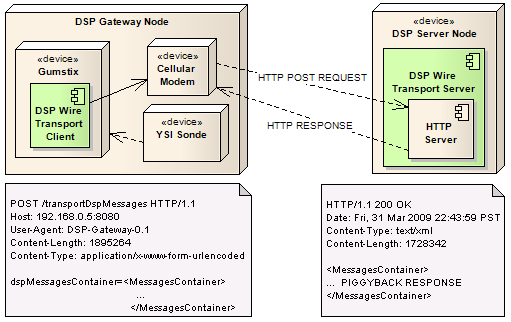 DSP Gateway Node
«device»
Gumstix
DSP Wire
Transport
Client
«device»
Cellular
Modem
«device»
YSI Sonde
HTTP POST REQUEST
HTTP RESPONSE
«device»
DSP Server Node
DSP Wire
Transport Server
HTTP
Server
POST /transportDspMessages HTTP/1.1
Host: 192.168.0.5:8080
User-Agent: DSP-Gateway-0.1
Content-Length: 1895264
Content-Type: application/x-www-form-urlencoded
dspMessagesContainer=<MessagesContainer>
...
</MessagesContainer>
HTTP/1.1 200 OK
Date: Fri, 31 Mar 2009 22:43:59 PST
Content-Type: text/xml
Content-Length: 1728342
<MessagesContainer>
... PIGGYBACK RESPONSE
</MessagesContainer>